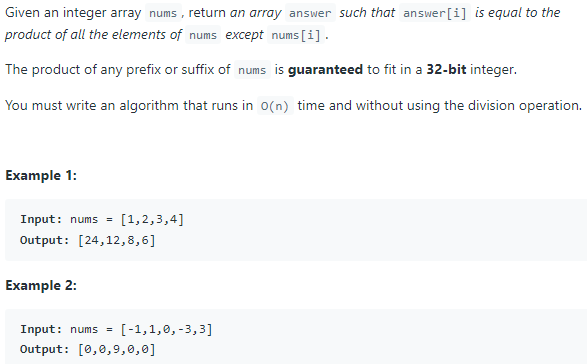 Given an integer array nums, return an array answer such that answer[i] is equal to the
product of all the elements of nums except nums[i].
The product of any prefix or suffix of nums is guaranteed to fit in a 32-bit integer.
You must write an algorithm that runs in O(n) time and without using the division operation.
Example 1:
Input: nums = [1,2,3,4]
Output: [24,12,8,6]
Example 2:
Input: nums = [-1,1,0,-3,3]
Output: [0,0,9,0,0]